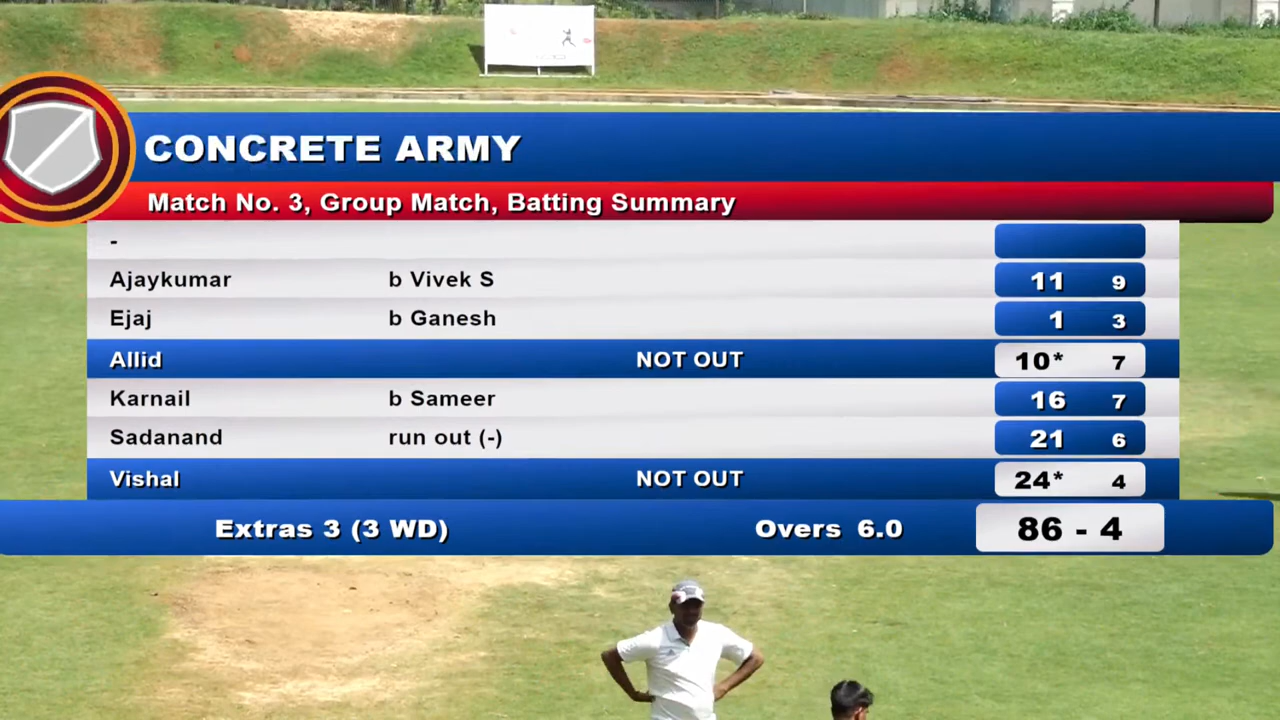 CONCRETE ARMY
Match No. 3, Group Match, Batting Summary
-
Ajaykumar b Vivek S 11 9
Ejaj b Ganesh 1 3
Allid NOT OUT 10* 7
Karnail b Sameer 16 7
Sadanand run out (-) 21 6
Vishal NOT OUT 24* 4
Extras 3 (3 WD) Overs 6.0 86 - 4